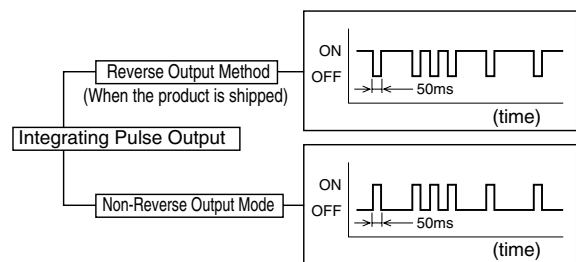 Integrating Pulse Output
Reverse Output Method
(When the product is shipped)
ON
OFF
50ms
(time)
Non-Reverse Output Mode
ON
OFF
50ms
(time)